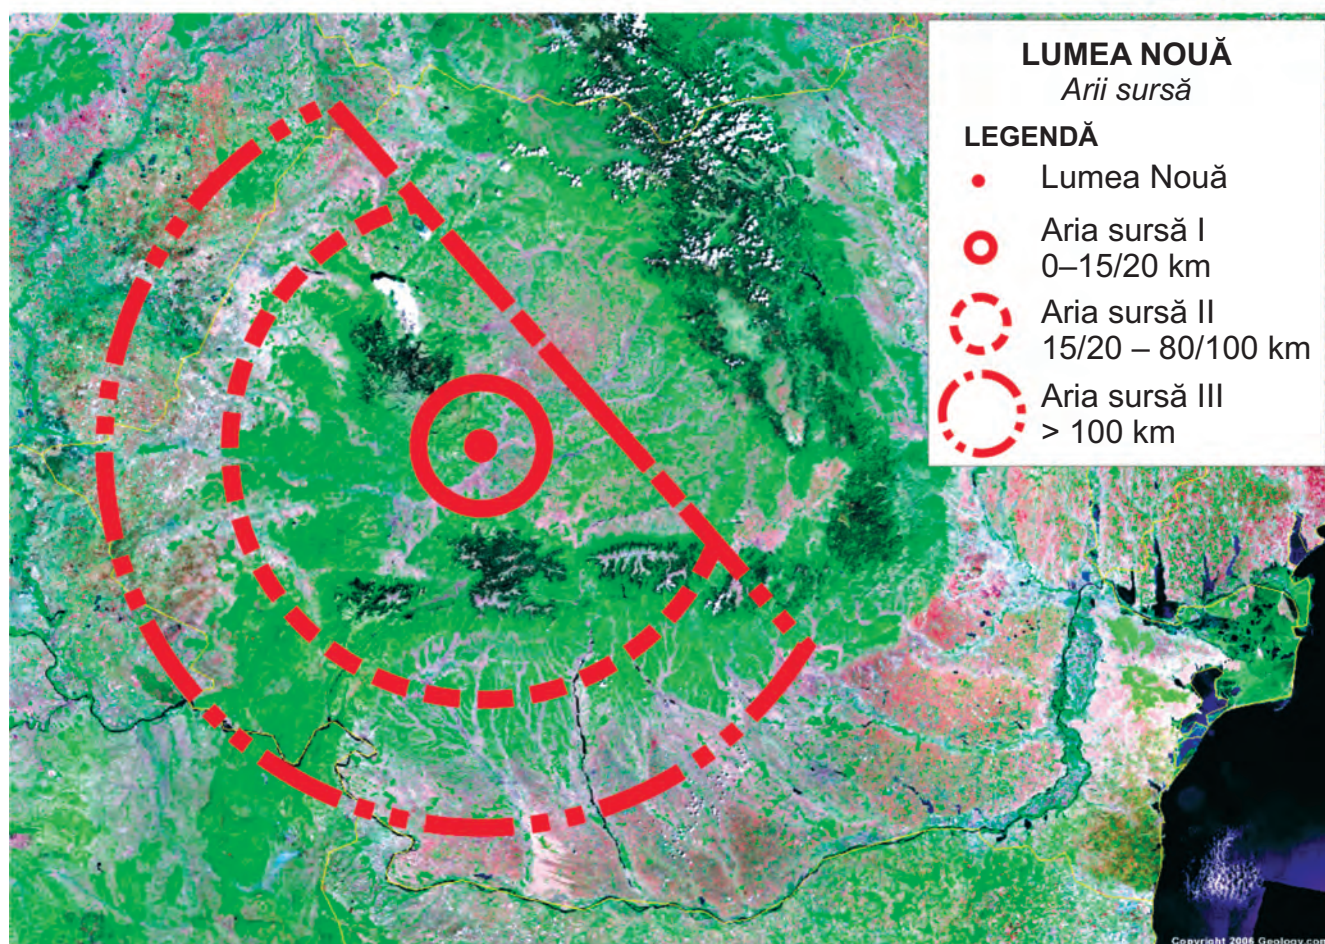 LUMEA NOUĂ
Arii sursă
LEGENDĂ
Lumea Nouă
Aria sursă I
0–15/20 km
Aria sursă II
15/20 – 80/100 km
Aria sursă III
> 100 km
Copyright 2006 Geology.com